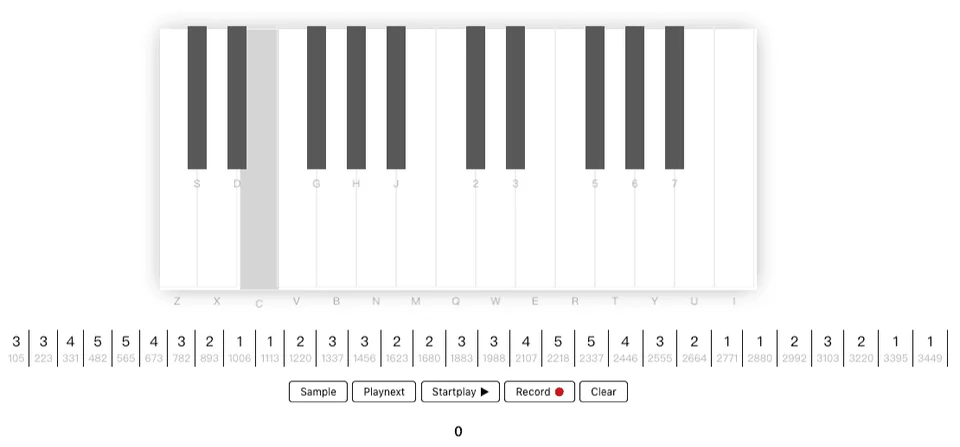 S D G H J 2 3 5 6 7
Z X C V B N M Q W E R T Y U I
3 3 4 5 5 4 3 2 1 1 2 3 3 2 2 3 3 4 5 5 4 3 2 1 1 2 3 2 1 1
105 223 331 482 565 673 782 893 1006 1113 1220 1337 1456 1623 1680 1883 1988 2107 2218 2337 2446 2555 2664 2771 2880 2992 3103 3220 3395 3449
Sample Playnext Startplay Record Clear
0